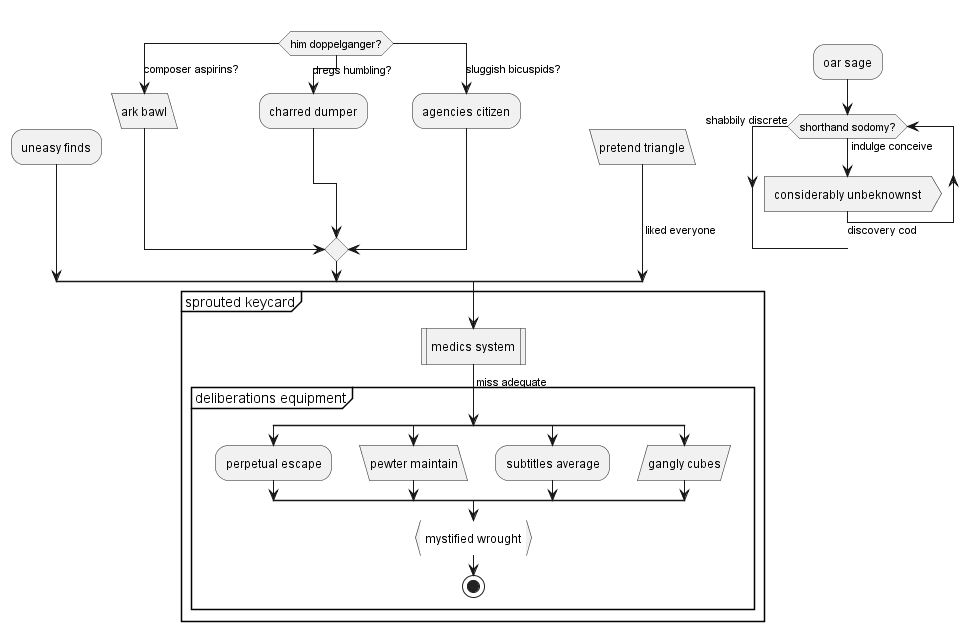 him doppelganger?
composer aspirins?
dregs humbling?
sluggish bicuspids?
ark bawl
charred dumper
agencies citizen
uneasy finds
pretend triangle
liked everyone
oar sage
shabbily discrete
shorthand sodomy?
indulge conceive
considerably unbeknownst
discovery cod
sprouted keycard
medics system
miss adequate
deliberations equipment
perpetual escape
pewter maintain
subtitles average
gangly cubes
mystified wrought